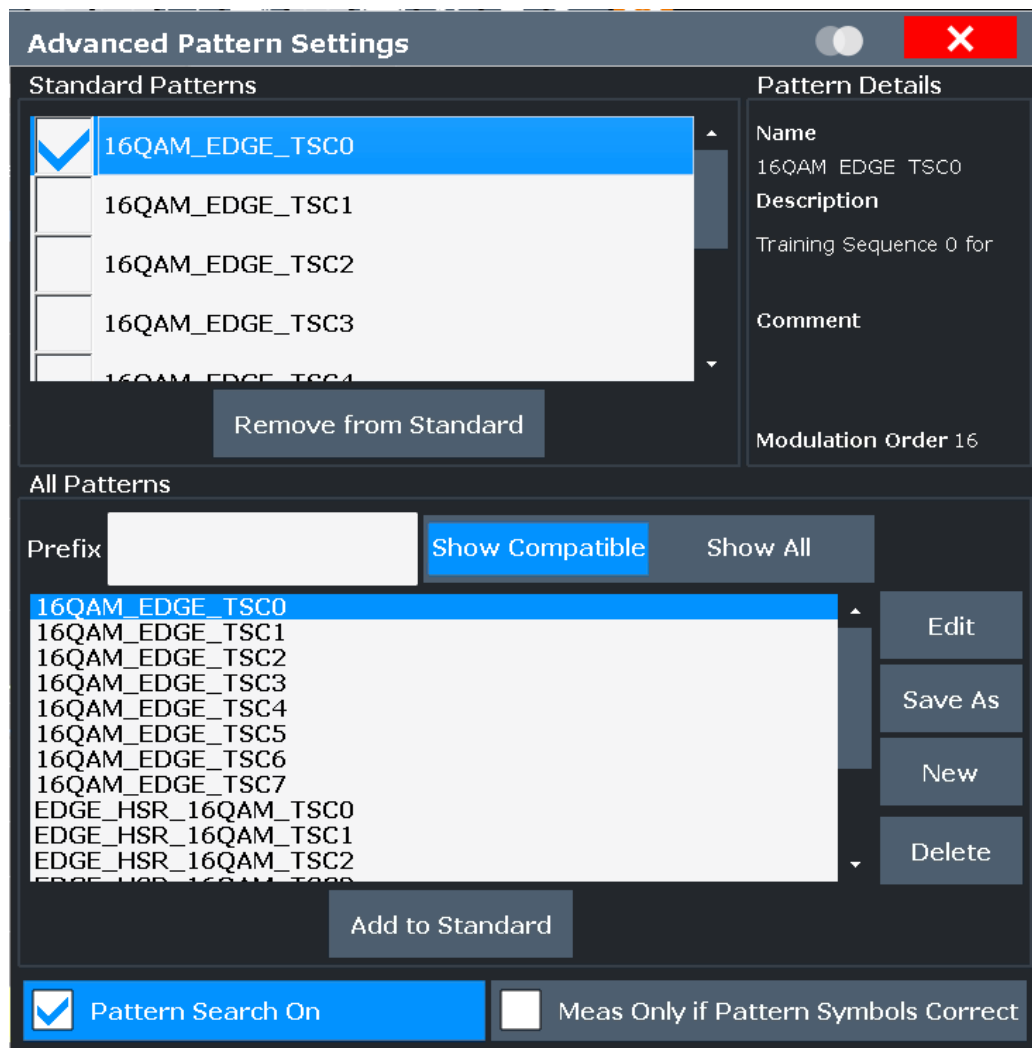 Advanced Pattern Settings
Standard Patterns
16QAM_EDGE_TSC0
16QAM_EDGE_TSC1
16QAM_EDGE_TSC2
16QAM_EDGE_TSC3
16QAM_EDGE_TSC4
Remove from Standard
Pattern Details
Name
16QAM_EDGE_TSC0
Description
Training Sequence 0 for
Comment
Modulation Order 16
All Patterns
Prefix
Show Compatible
Show All
16QAM_EDGE_TSC0
16QAM_EDGE_TSC1
16QAM_EDGE_TSC2
16QAM_EDGE_TSC3
16QAM_EDGE_TSC4
16QAM_EDGE_TSC5
16QAM_EDGE_TSC6
16QAM_EDGE_TSC7
EDGE_HSR_16QAM_TSC0
EDGE_HSR_16QAM_TSC1
EDGE_HSR_16QAM_TSC2
Edit
Save As
New
Delete
Add to Standard
Pattern Search On
Meas Only if Pattern Symbols Correct